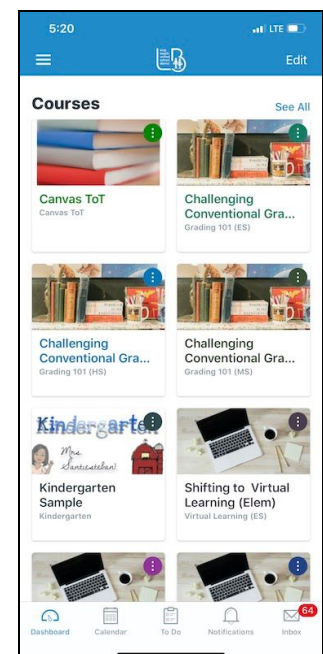 5:20
LTE
Edit
Courses
See All
Canvas ToT
Canvas ToT
Challenging
Conventional Gra...
Grading 101 (ES)
Challenging
Conventional Gra...
Grading 101 (HS)
Challenging
Conventional Gra...
Grading 101 (MS)
Kindergarten
Mrs.
Santiesteban!
Kindergarten
Sample
Kindergarten
Shifting to Virtual
Learning (Elem)
Virtual Learning (ES)
64
Dashboard
Calendar
To Do
Notifications
Inbox